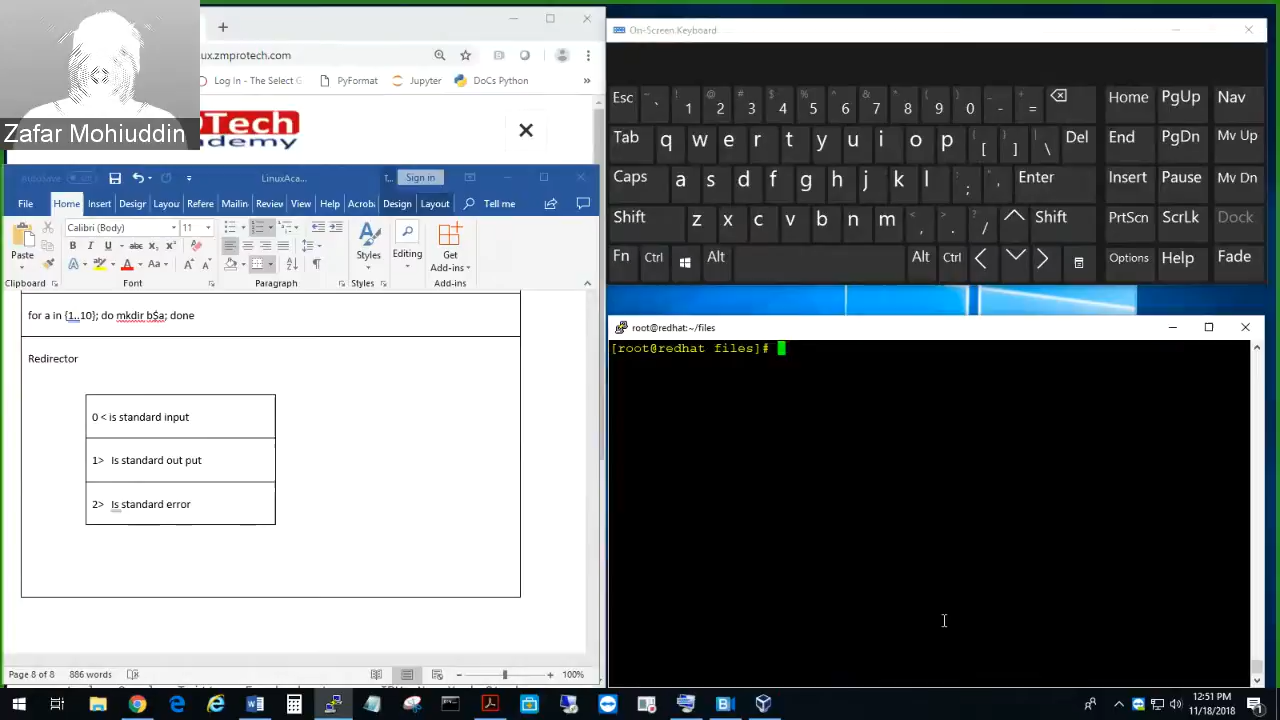 Zafar Mohiuddin
ux.zmprotech.com
Log In - The Select G
PyFormat
Jupyter
DoCs Python
»
Tech
demy
AutoSave
LinuxAca...
T...
Sign in
File
Home
Insert
Design
Layou
Refere
Mailin
Review
View
Help
Acroba
Design
Layout
Tell me
Paste
Calibri (Body)
11
Styles
Editing
Get
Add-ins
Clipboard
Font
Paragraph
Styles
Add-ins
for a in {1..10}; do mkdir b$a; done
Redirector
0 < is standard input
1> Is standard out put
2> Is standard error
Page 8 of 8
886 words
100%
On-Screen Keyboard
Esc ~ ` ! 1 @ 2 # 3 $ 4 % 5 ^ 6 & 7 * 8 ( 9 ) 0 _ - + = Home PgUp Nav
Tab q w e r t y u i o p { [ } ] | \ Del End PgDn Mv Up
Caps a s d f g h j k l : ; " ' Enter Insert Pause Mv Dn
Shift z x c v b n m < , > . ? / Shift PrtScn ScrLk Dock
Fn Ctrl Alt Alt Ctrl Options Help Fade
root@redhat:~/files
[root@redhat files]#
12:51 PM
11/18/2018